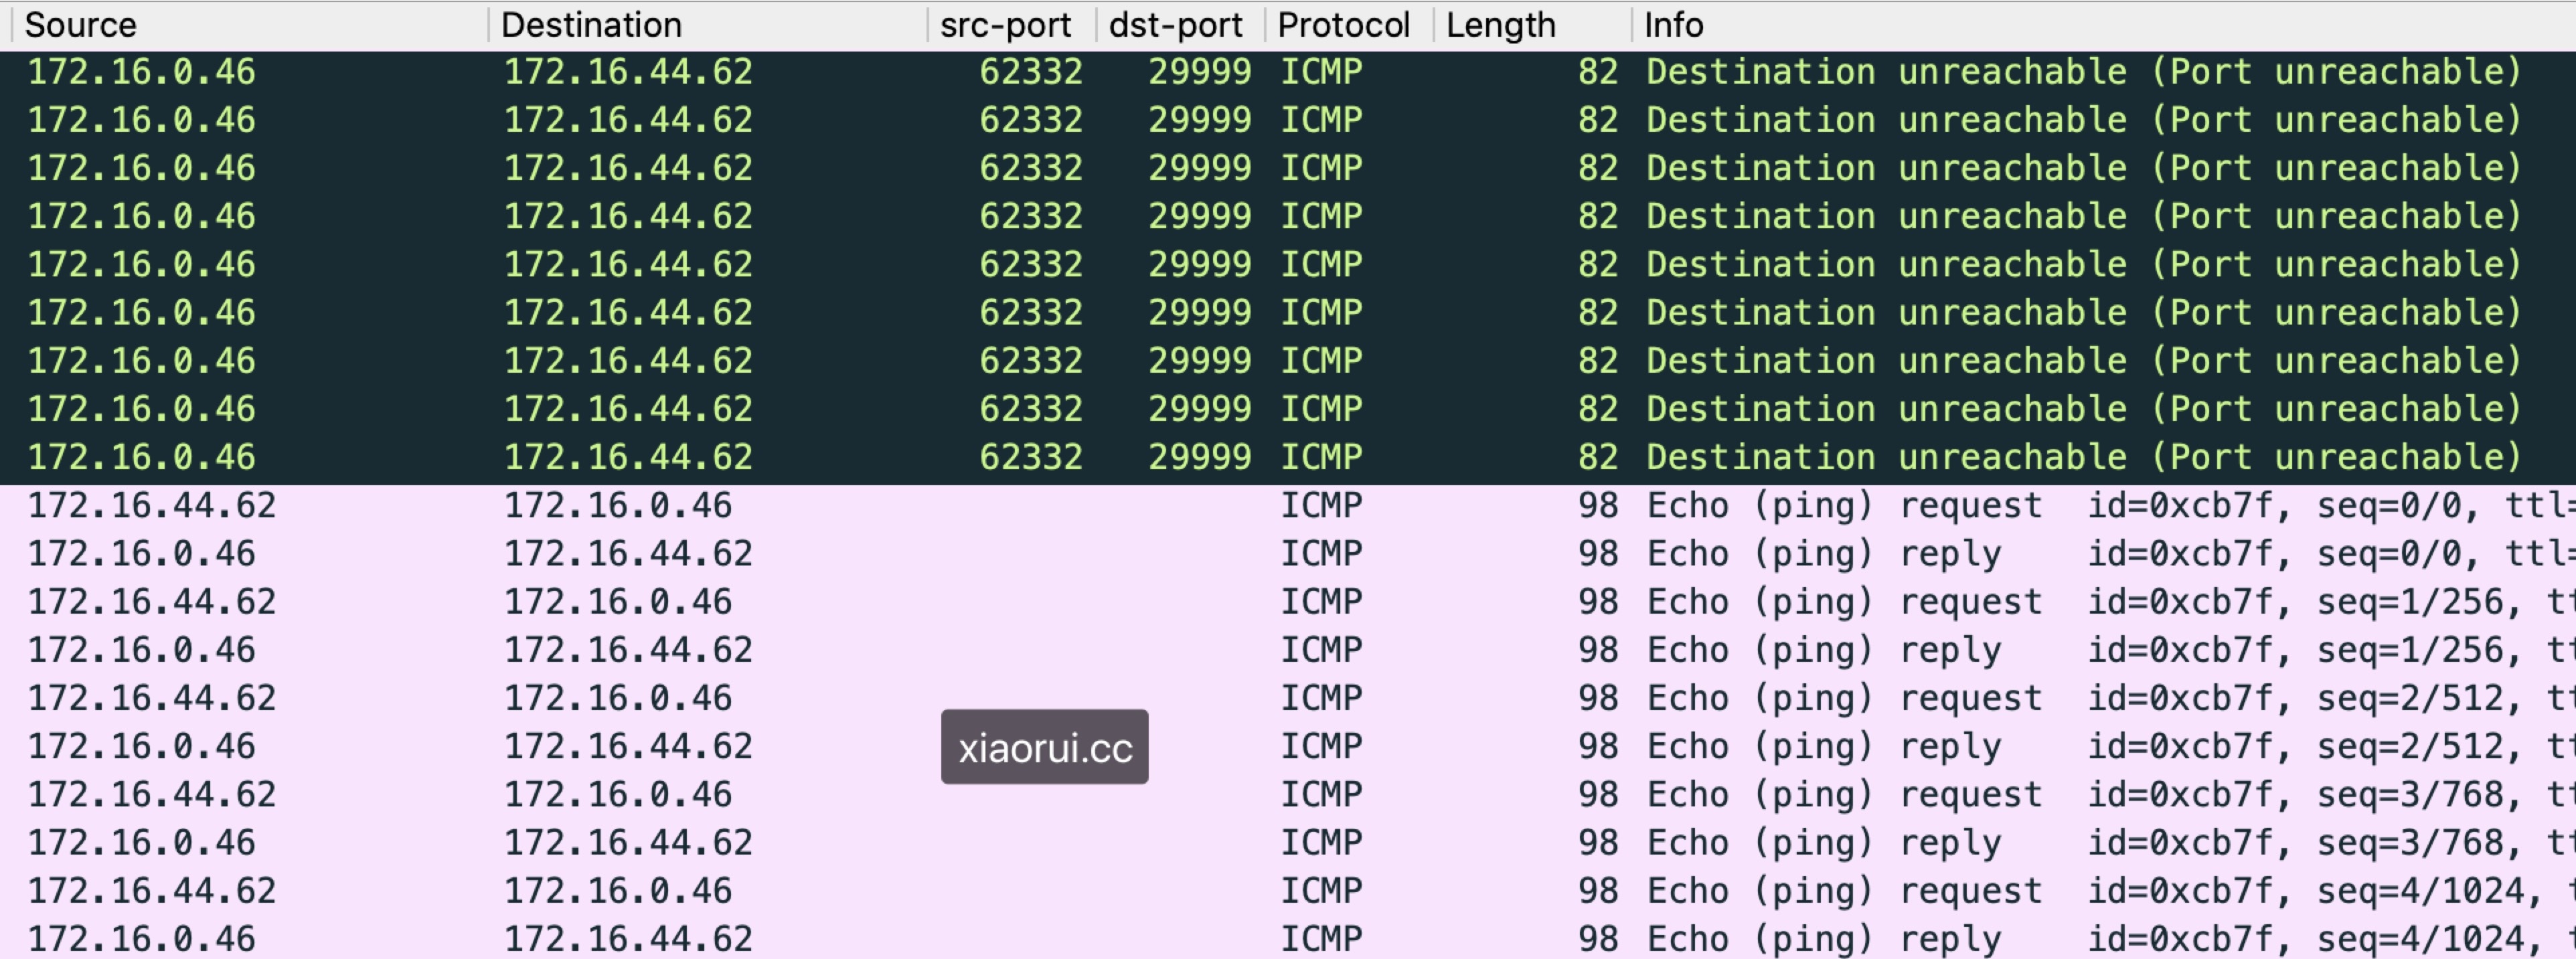 Source Destination src-port dst-port Protocol Length Info
172.16.0.46 172.16.44.62 62332 29999 ICMP 82 Destination unreachable (Port unreachable)
172.16.0.46 172.16.44.62 62332 29999 ICMP 82 Destination unreachable (Port unreachable)
172.16.0.46 172.16.44.62 62332 29999 ICMP 82 Destination unreachable (Port unreachable)
172.16.0.46 172.16.44.62 62332 29999 ICMP 82 Destination unreachable (Port unreachable)
172.16.0.46 172.16.44.62 62332 29999 ICMP 82 Destination unreachable (Port unreachable)
172.16.0.46 172.16.44.62 62332 29999 ICMP 82 Destination unreachable (Port unreachable)
172.16.0.46 172.16.44.62 62332 29999 ICMP 82 Destination unreachable (Port unreachable)
172.16.0.46 172.16.44.62 62332 29999 ICMP 82 Destination unreachable (Port unreachable)
172.16.0.46 172.16.44.62 62332 29999 ICMP 82 Destination unreachable (Port unreachable)
172.16.44.62 172.16.0.46 ICMP 98 Echo (ping) request id=0xcb7f, seq=0/0, ttl=
172.16.0.46 172.16.44.62 ICMP 98 Echo (ping) reply id=0xcb7f, seq=0/0, ttl=
172.16.44.62 172.16.0.46 ICMP 98 Echo (ping) request id=0xcb7f, seq=1/256, tt
172.16.0.46 172.16.44.62 ICMP 98 Echo (ping) reply id=0xcb7f, seq=1/256, tt
172.16.44.62 172.16.0.46 ICMP 98 Echo (ping) request id=0xcb7f, seq=2/512, tt
172.16.0.46 172.16.44.62 ICMP 98 Echo (ping) reply id=0xcb7f, seq=2/512, tt
xiaorui.cc
172.16.44.62 172.16.0.46 ICMP 98 Echo (ping) request id=0xcb7f, seq=3/768, tt
172.16.0.46 172.16.44.62 ICMP 98 Echo (ping) reply id=0xcb7f, seq=3/768, tt
172.16.44.62 172.16.0.46 ICMP 98 Echo (ping) request id=0xcb7f, seq=4/1024, t
172.16.0.46 172.16.44.62 ICMP 98 Echo (ping) reply id=0xcb7f, seq=4/1024, t